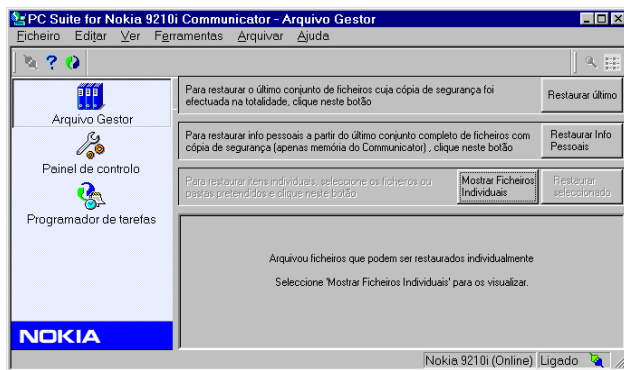 PC Suite for Nokia 9210i Communicator - Arquivo Gestor
Ficheiro Editar Ver Ferramentas Arquivar Ajuda
Arquivo Gestor
Painel de controlo
Programador de tarefas
NOKIA
Para restaurar o último conjunto de ficheiros cuja cópia de segurança foi
efectuada na totalidade, clique neste botão
Restaurar último
Para restaurar info pessoais a partir do último conjunto completo de ficheiros com
cópia de segurança (apenas memória do Communicator) , clique neste botão
Restaurar Info
Pessoais
Para restaurar itens individuais, seleccione os ficheiros ou
pastas pretendidos e clique neste botão
Mostrar Ficheiros
Individuais
Restaurar
seleccionado
Arquivou ficheiros que podem ser restaurados individualmente
Seleccione 'Mostrar Ficheiros Individuais' para os visualizar.
Nokia 9210i (Online) Ligado